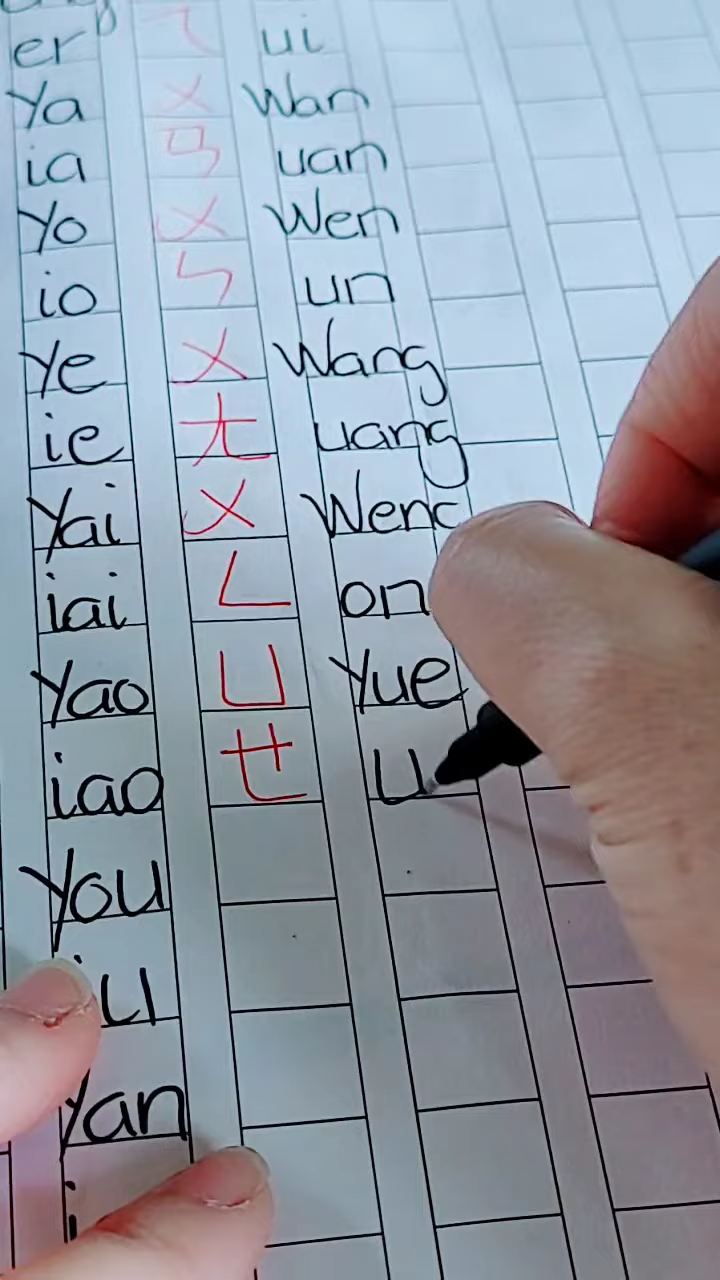 er ㄟ ui
Ya ㄨ Wan
ia ㄢ uan
Yo ㄨ Wen
io ㄣ un
Ye ㄨ Wang
ie ㄤ uang
Yai ㄨ
iai ㄥ on
Yao ㄩ Yue
iao ㄝ u
You
iu
Yan